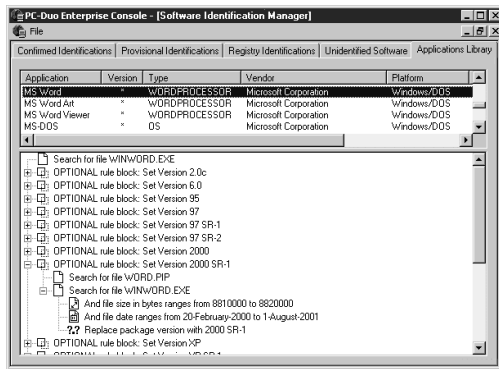 PC-Duo Enterprise Console - [Software Identification Manager]
File
Confirmed Identifications Provisional Identifications Registry Identifications Unidentified Software Applications Library
Application Version Type Vendor Platform
MS Word * WORDPROCESSOR Microsoft Corporation Windows/DOS
MS Word Art * WORDPROCESSOR Microsoft Corporation Windows/DOS
MS Word Viewer * WORDPROCESSOR Microsoft Corporation Windows/DOS
MS-DOS * OS Microsoft Corporation Windows/DOS
Search for file WINWORD.EXE
OPTIONAL rule block: Set Version 2.0c
OPTIONAL rule block: Set Version 6.0
OPTIONAL rule block: Set Version 95
OPTIONAL rule block: Set Version 97
OPTIONAL rule block: Set Version 97 SR-1
OPTIONAL rule block: Set Version 97 SR-2
OPTIONAL rule block: Set Version 2000
OPTIONAL rule block: Set Version 2000 SR-1
Search for file WORD.PIP
Search for file WINWORD.EXE
And file size in bytes ranges from 8810000 to 8820000
And file date ranges from 20-February-2000 to 1-August-2001
?.? Replace package version with 2000 SR-1
OPTIONAL rule block: Set Version XP
OPTIONAL rule block: Set Version XP SR-1